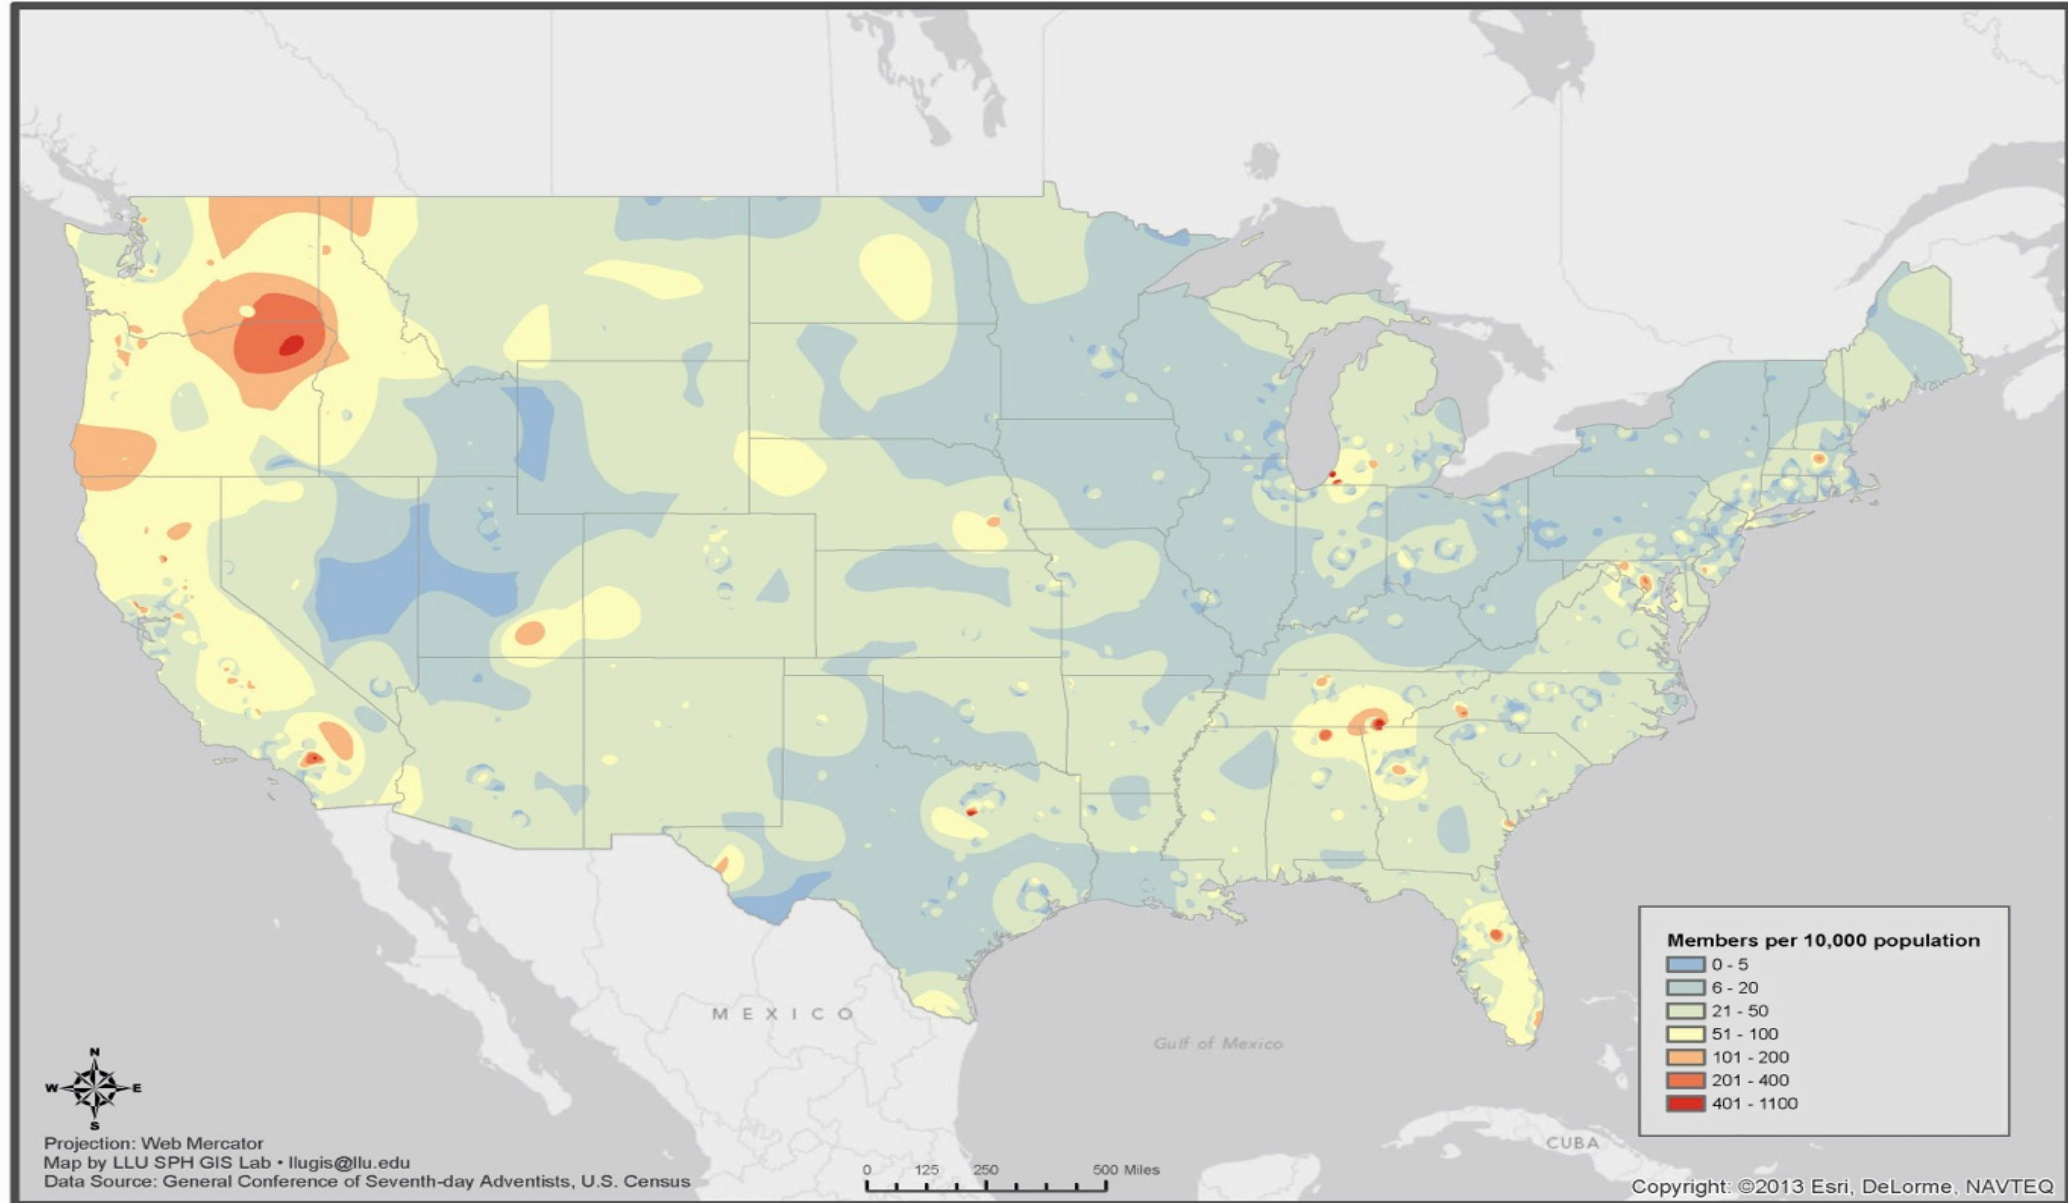 MEXICO
Gulf of Mexico
CUBA
Members per 10,000 population
0 - 5
6 - 20
21 - 50
51 - 100
101 - 200
201 - 400
401 - 1100
N
W E
S
Projection: Web Mercator
Map by LLU SPH GIS Lab • llugis@llu.edu
Data Source: General Conference of Seventh-day Adventists, U.S. Census
0 125 250 500 Miles
Copyright: ©2013 Esri, DeLorme, NAVTEQ